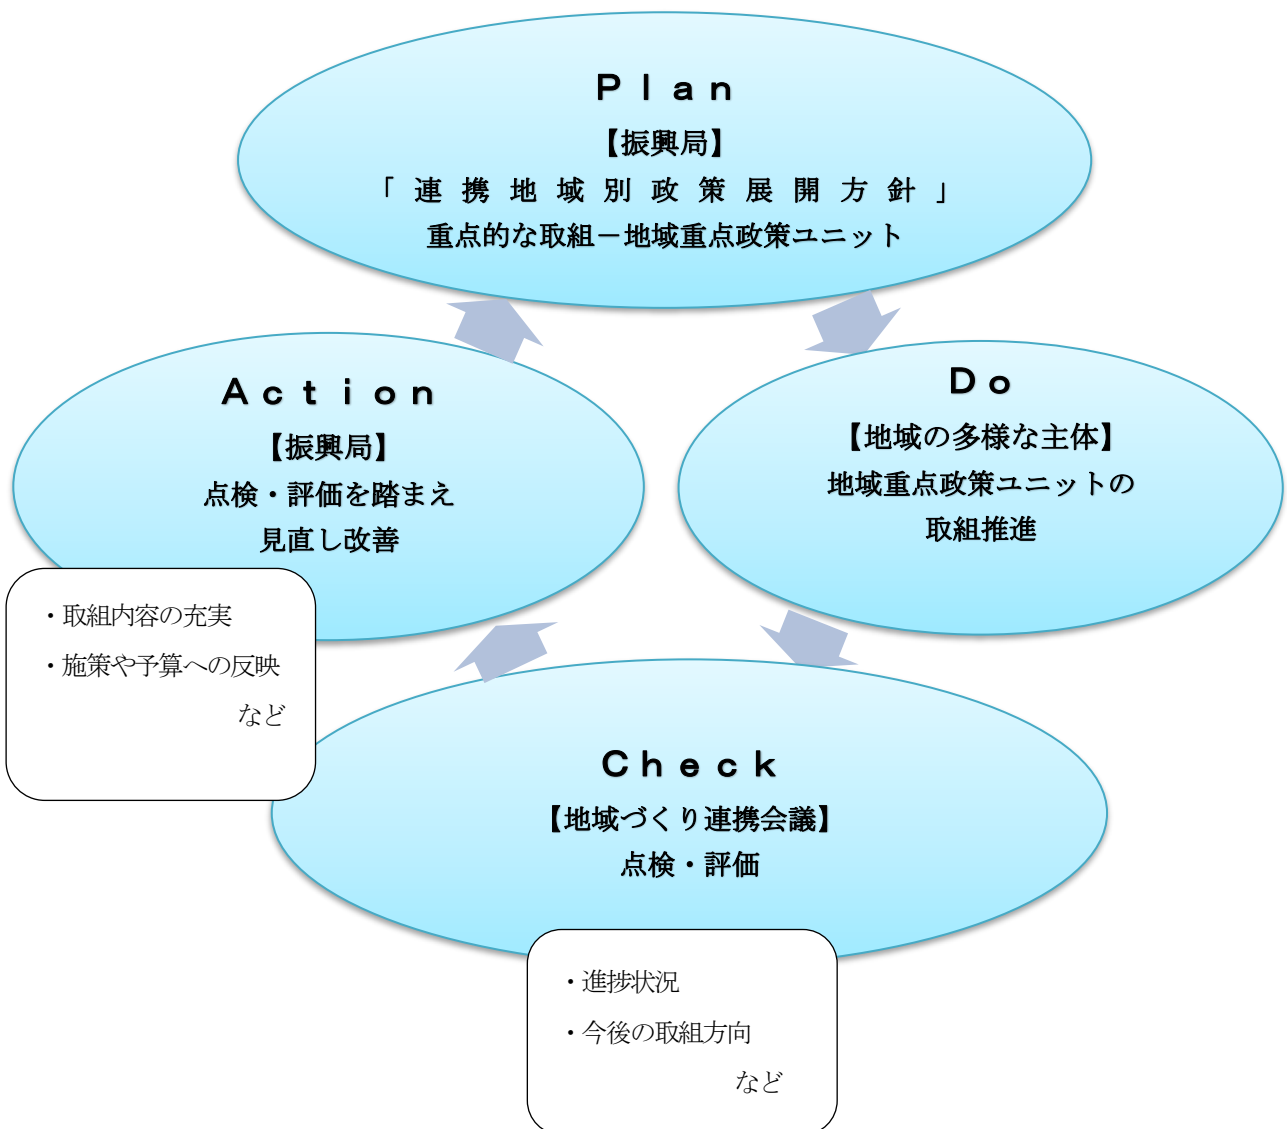 Ｐｌａｎ
【振興局】
「連携地域別政策展開方針」
重点的な取組－地域重点政策ユニット
Ａｃｔｉｏｎ
【振興局】
点検・評価を踏まえ
見直し改善
・取組内容の充実
・施策や予算への反映
など
Ｄｏ
【地域の多様な主体】
地域重点政策ユニットの
取組推進
Ｃｈｅｃｋ
【地域づくり連携会議】
点検・評価
・進捗状況
・今後の取組方向
など